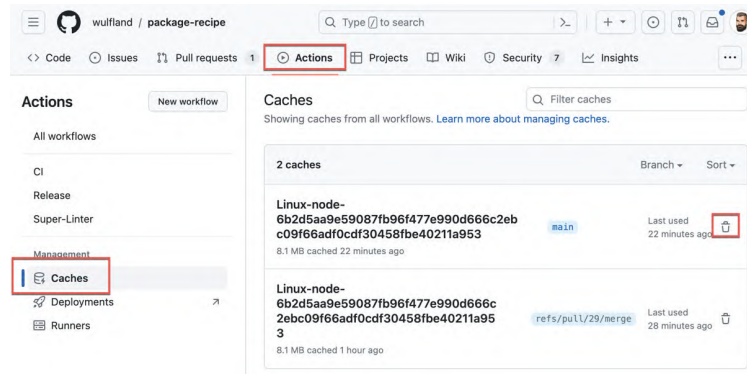 wulfland / package-recipe
Type / to search
Code Issues Pull requests 1 Actions Projects Wiki Security 7 Insights
Actions
New workflow
All workflows
CI
Release
Super-Linter
Management
Caches
Deployments
Runners
Caches
Filter caches
Showing caches from all workflows. Learn more about managing caches.
2 caches
Branch
Sort
Linux-node-
6b2d5aa9e59087fb96f477e990d666c2eb
c09f66adf0cdf30458fbe40211a953
8.1 MB cached 22 minutes ago
main
Last used
22 minutes ago
Linux-node-
6b2d5aa9e59087fb96f477e990d666c
2ebc09f66adf0cdf30458fbe40211a95
3
8.1 MB cached 1 hour ago
refs/pull/29/merge
Last used
28 minutes ago